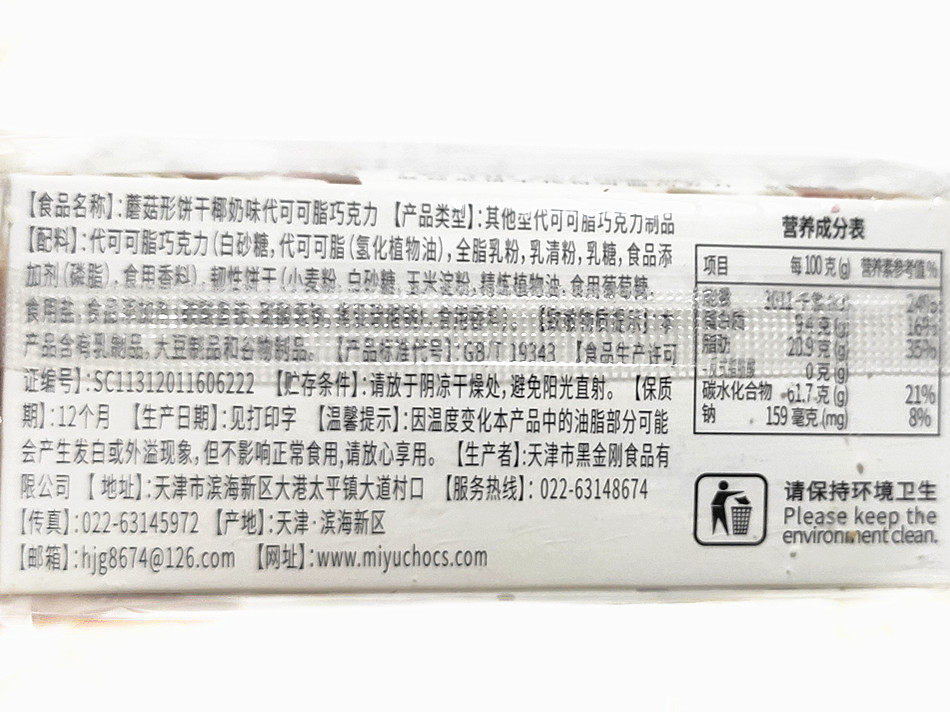 【食品名称】:蘑菇形饼干椰奶味代可可脂巧克力 【产品类型】:其他型代可可脂巧克力制品
【配料】:代可可脂巧克力(白砂糖,代可可脂(氢化植物油),全脂乳粉,乳清粉,乳糖,食品添
加剂(磷脂),食用香料),韧性饼干(小麦粉,白砂糖,玉米淀粉,精炼植物油,食用葡萄糖,
食用盐,食品添加剂 【致敏物质提示】:本
产品含有乳制品,大豆制品和谷物制品。 【产品标准代号】:GB/T 19343 【食品生产许可
证编号】:SC11312011606222 【贮存条件】:请放于阴凉干燥处,避免阳光直射。 【保质
期】:12个月 【生产日期】:见打印字 【温馨提示】:因温度变化本产品中的油脂部分可能
会产生发白或外溢现象,但不影响正常食用,请放心享用。 【生产者】:天津市黑金刚食品有
限公司 【 地址】:天津市滨海新区大港太平镇大道村口 【服务热线】: 022-63148674
【传真】:022-63145972 【产地】:天津·滨海新区
【邮箱】:hjg8674@126.com 【网址】:www.miyuchocs.com
营养成分表
项目 每100克(g) 营养素参考值%
能量 24%
蛋白质 9.4克(g) 16%
脂肪 20.9克(g) 35%
0克(g)
碳水化合物 61.7克(g) 21%
钠 159毫克(mg) 8%
请保持环境卫生
Please keep the
environment clean.